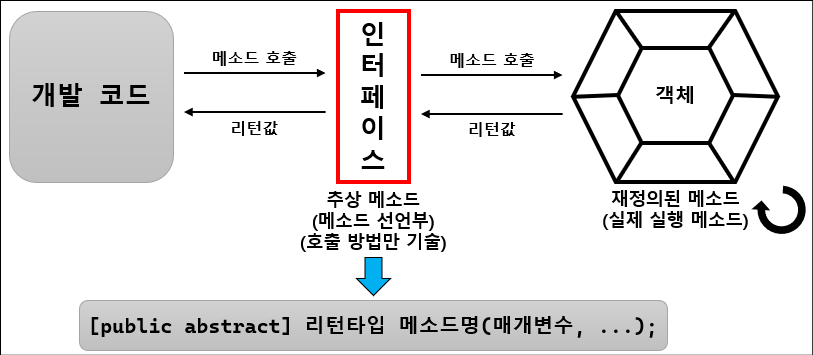 개발 코드
메소드 호출
리턴값
인
터
페
이
스
메소드 호출
리턴값
객체
추상 메소드
(메소드 선언부)
(호출 방법만 기술)
재정의된 메소드
(실제 실행 메소드)
[public abstract] 리턴타입 메소드명(매개변수, ...);